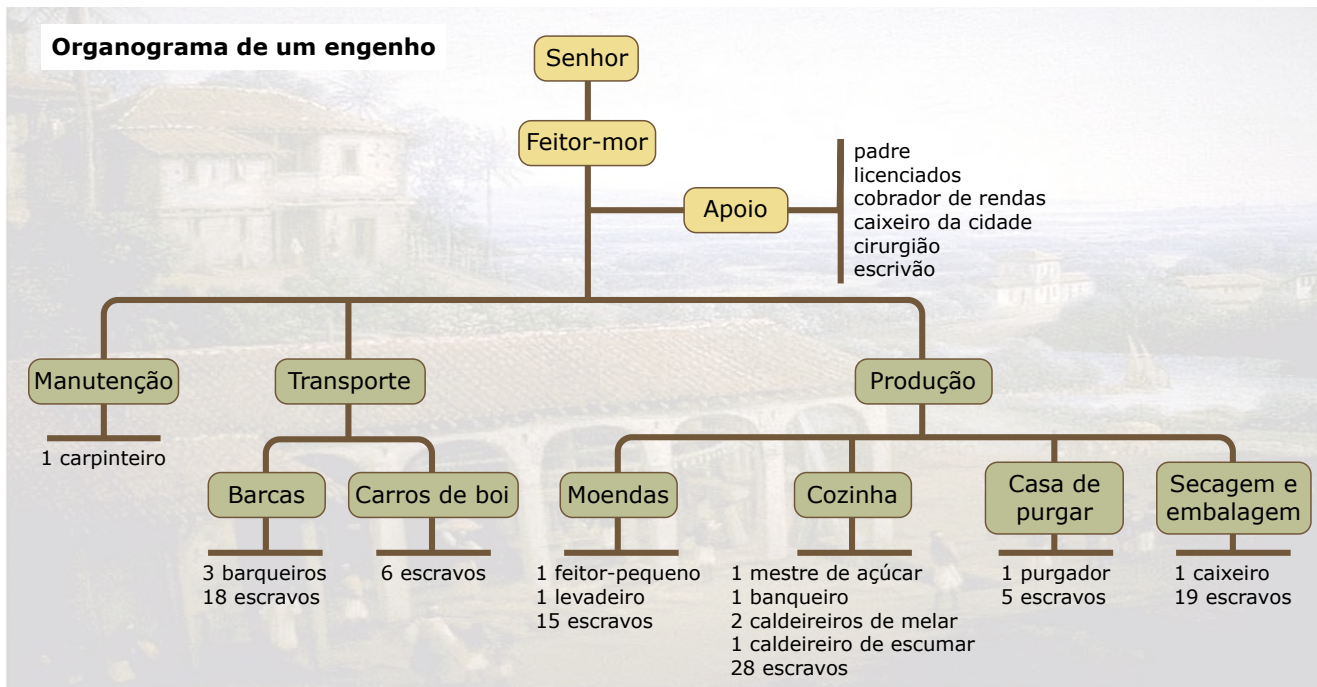 Organograma de um engenho
Senhor
Feitor-mor
Apoio
padre
licenciados
cobrador de rendas
caixeiro da cidade
cirurgião
escrivão
Manutenção
1 carpinteiro
Transporte
Barcas
3 barqueiros
18 escravos
Carros de boi
6 escravos
Produção
Moendas
1 feitor-pequeno
1 levadeiro
15 escravos
Cozinha
1 mestre de açúcar
1 banqueiro
2 caldeireiros de melar
1 caldeireiro de escumar
28 escravos
Casa de
purgar
1 purgador
5 escravos
Secagem e
embalagem
1 caixeiro
19 escravos